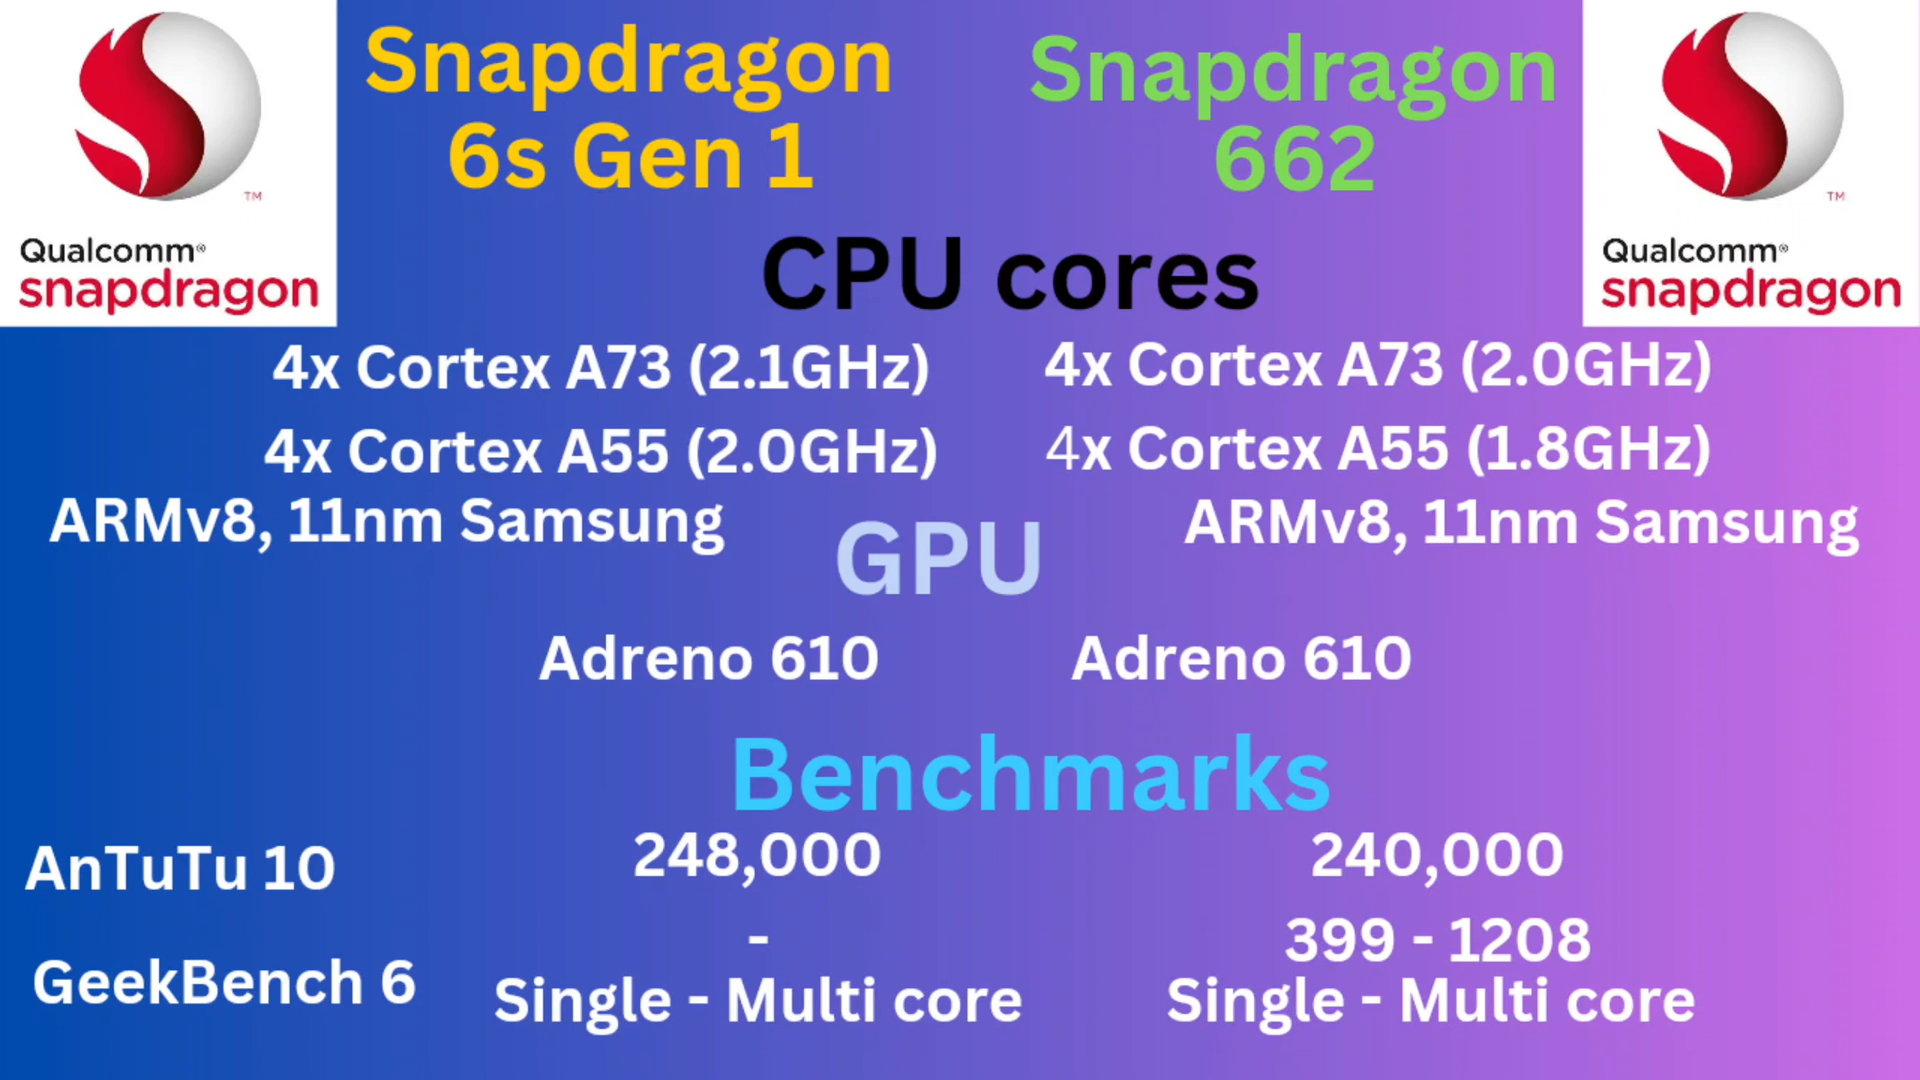 Snapdragon
6s Gen 1
Snapdragon
662
TM
Qualcomm®
snapdragon
TM
Qualcomm®
snapdragon
CPU cores
4x Cortex A73 (2.1GHz)
4x Cortex A73 (2.0GHz)
4x Cortex A55 (2.0GHz)
4x Cortex A55 (1.8GHz)
ARMv8, 11nm Samsung
ARMv8, 11nm Samsung
GPU
Adreno 610
Adreno 610
Benchmarks
AnTuTu 10
248,000
240,000
GeekBench 6
-
Single - Multi core
399 - 1208
Single - Multi core